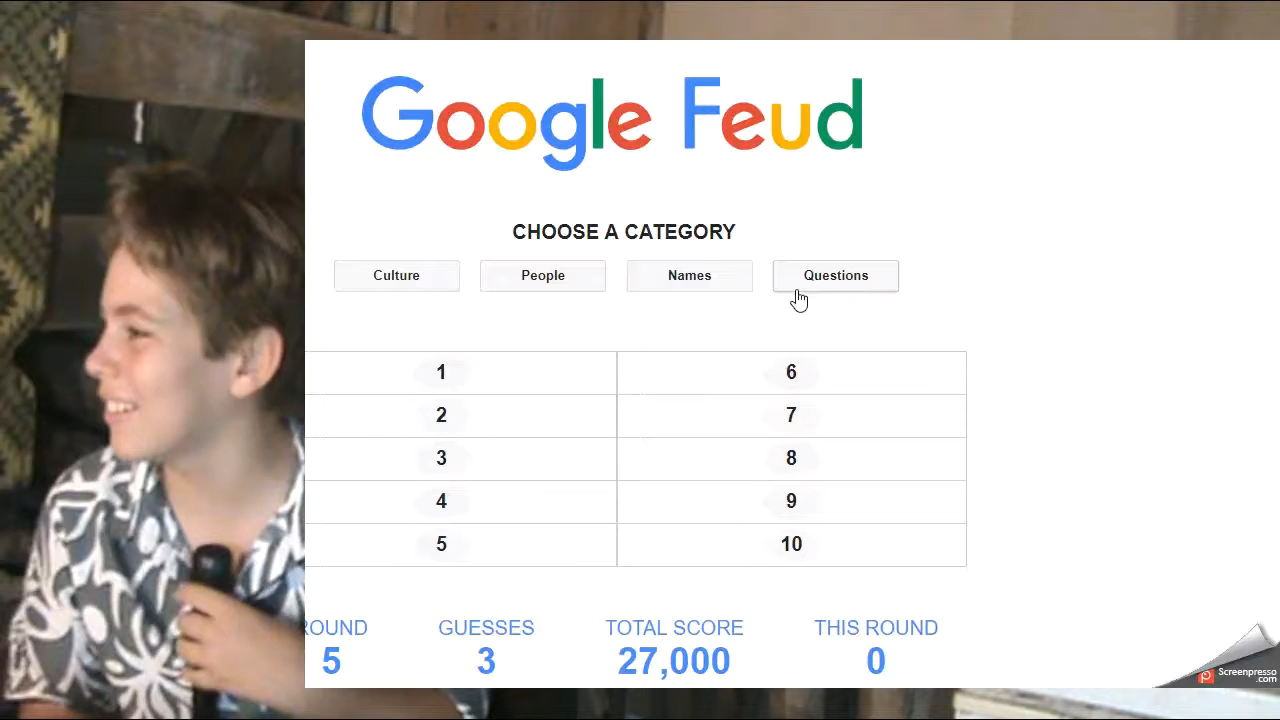 Google Feud
CHOOSE A CATEGORY
Culture People Names Questions
1 6
2 7
3 8
4 9
5 10
ROUND GUESSES TOTAL SCORE THIS ROUND
5 3 27,000 0
Screenpresso
.com